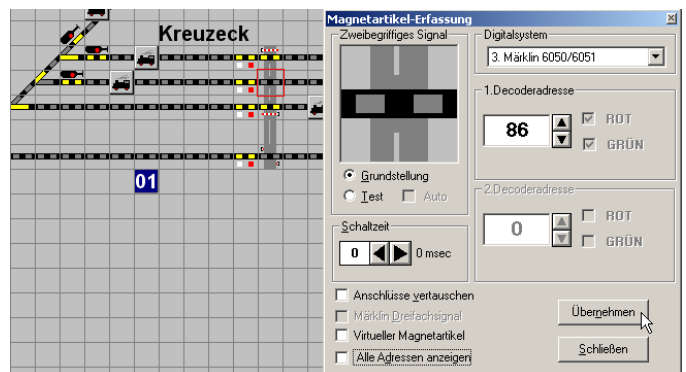 Kreuzeck
01
Magnetartikel-Erfassung
Zweibegriffiges Signal
Grundstellung
Test
Auto
Schaltzeit
0
0 msec
Anschlüsse vertauschen
Märklin Dreifachsignal
Virtueller Magnetartikel
Alle Adressen anzeigen
Digitalsystem
3. Märklin 6050/6051
1.Decoderadresse
86
ROT
GRÜN
2.Decoderadresse
0
ROT
GRÜN
Übernehmen
Schließen